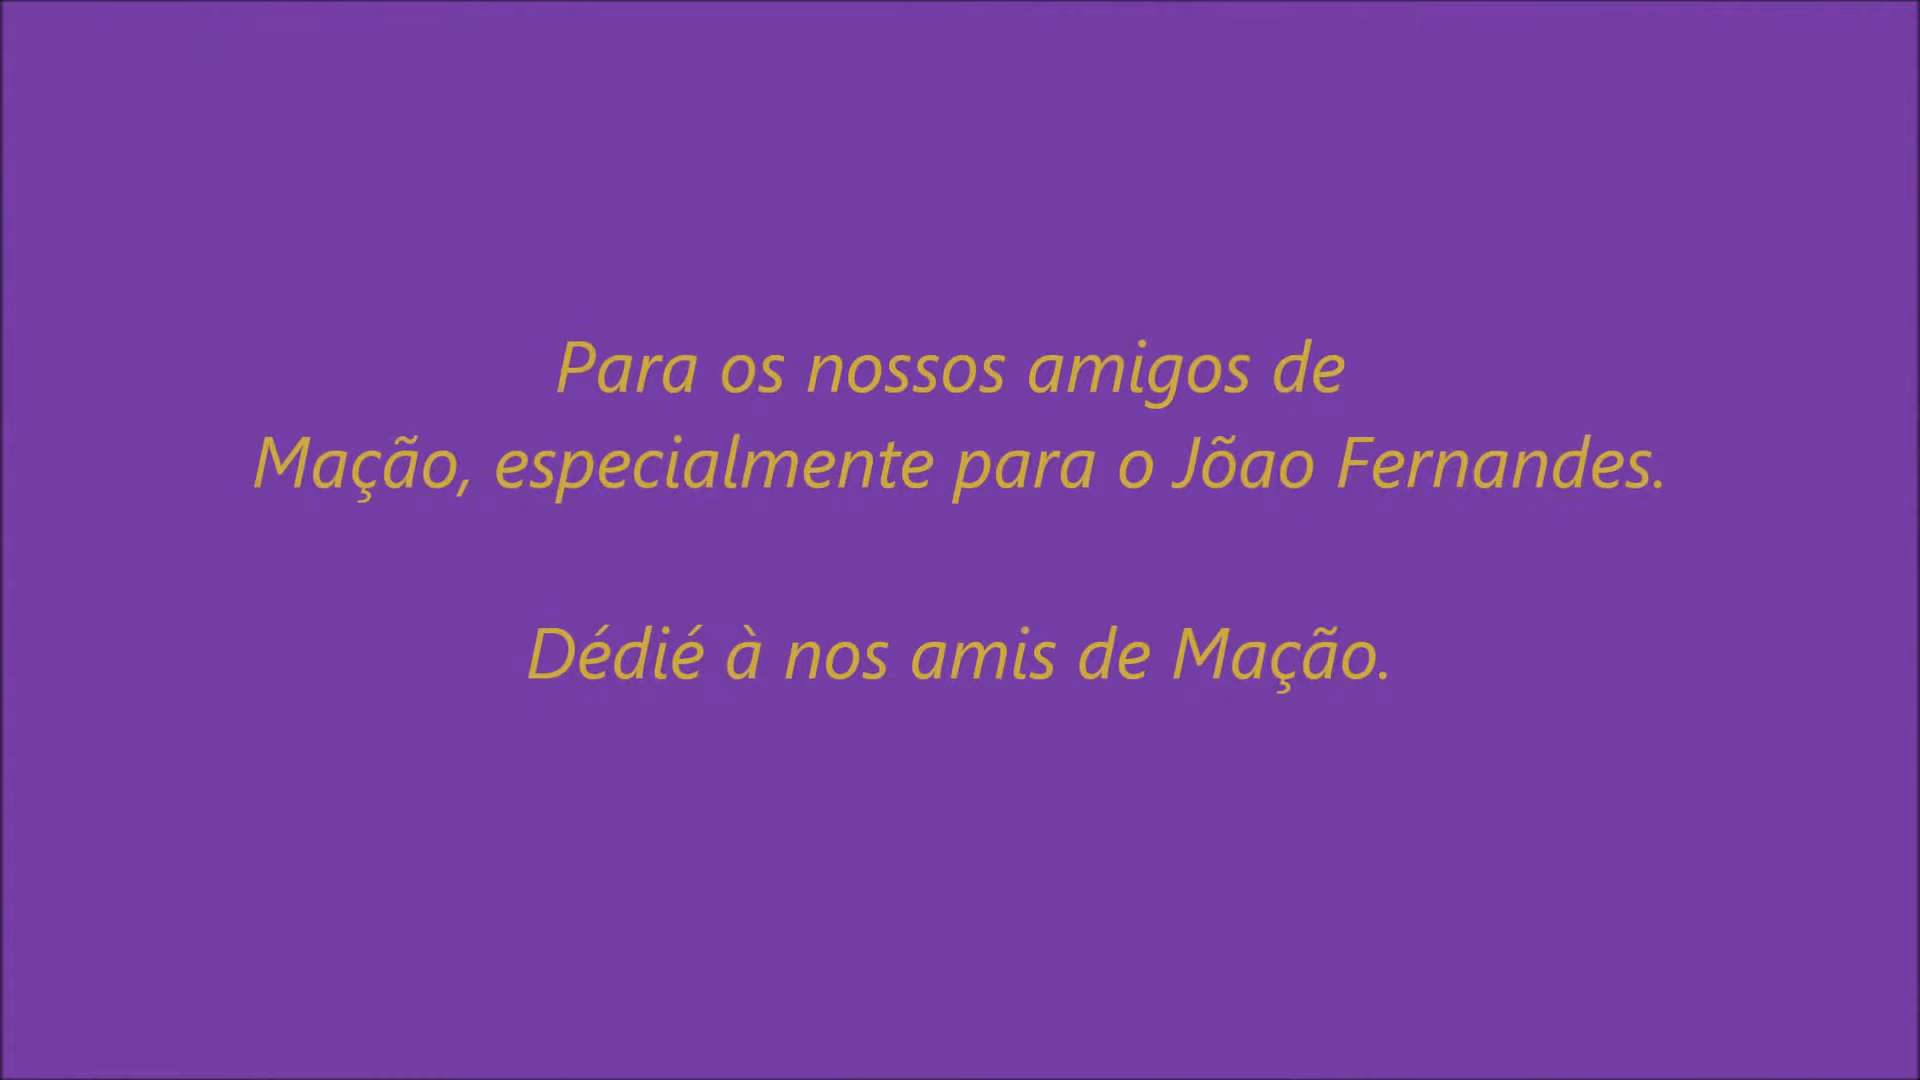 Para os nossos amigos de
Mação, especialmente para o Jõao Fernandes.
Dédié à nos amis de Mação.